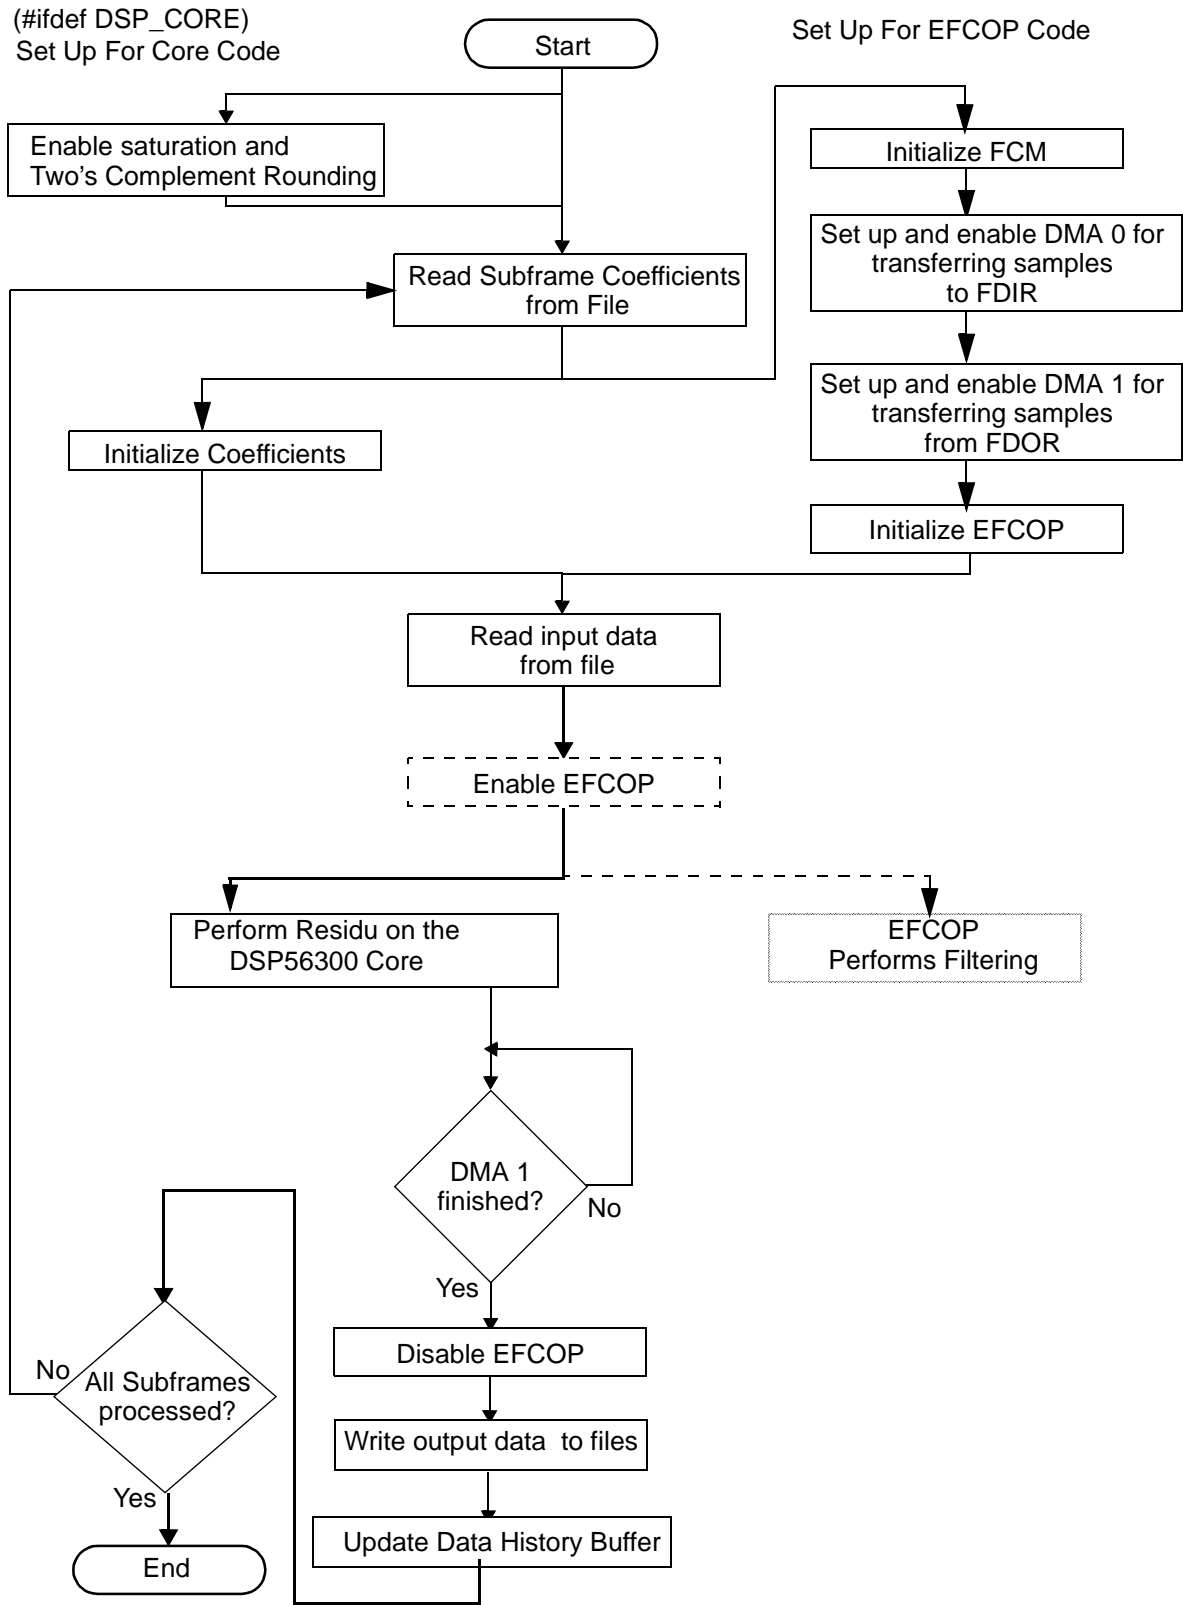 (#ifdef DSP_CORE)
Set Up For Core Code
Start
Set Up For EFCOP Code
Enable saturation and
Two's Complement Rounding
Initialize FCM
Set up and enable DMA 0 for
transferring samples
to FDIR
Read Subframe Coefficients
from File
Set up and enable DMA 1 for
transferring samples
from FDOR
Initialize Coefficients
Initialize EFCOP
Read input data
from file
Enable EFCOP
Perform Residu on the
DSP56300 Core
EFCOP
Performs Filtering
DMA 1
finished?
No
Yes
Disable EFCOP
No
All Subframes
processed?
Write output data to files
Yes
Update Data History Buffer
End